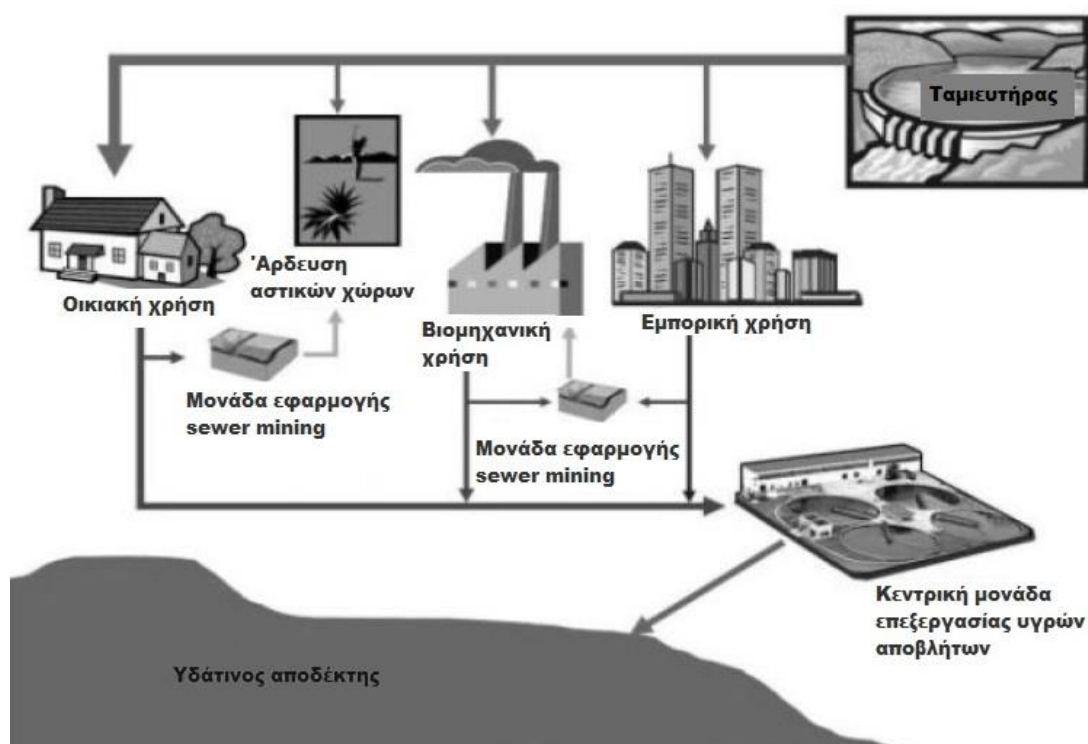 Ταμιευτήρας
Οικιακή χρήση
'Αρδευση
αστικών χώρων
Βιομηχανική
χρήση
Εμπορική χρήση
Μονάδα εφαρμογής
sewer mining
Μονάδα εφαρμογής
sewer mining
Κεντρική μονάδα
επεξεργασίας υγρών
αποβλήτων
Υδάτινος αποδέκτης